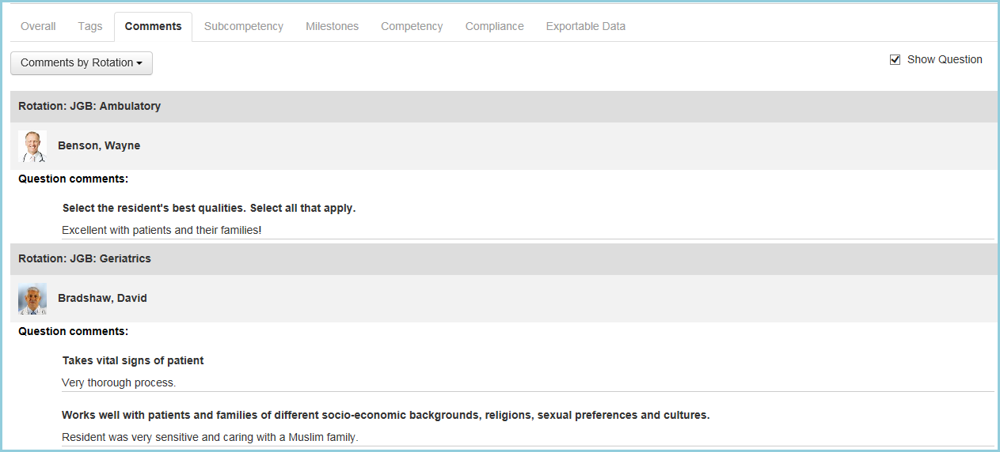 Overall Tags Comments Subcompetency Milestones Competency Compliance Exportable Data
Comments by Rotation Show Question
Rotation: JGB: Ambulatory
Benson, Wayne
Question comments:
Select the resident's best qualities. Select all that apply.
Excellent with patients and their families!
Rotation: JGB: Geriatrics
Bradshaw, David
Question comments:
Takes vital signs of patient
Very thorough process.
Works well with patients and families of different socio-economic backgrounds, religions, sexual preferences and cultures.
Resident was very sensitive and caring with a Muslim family.